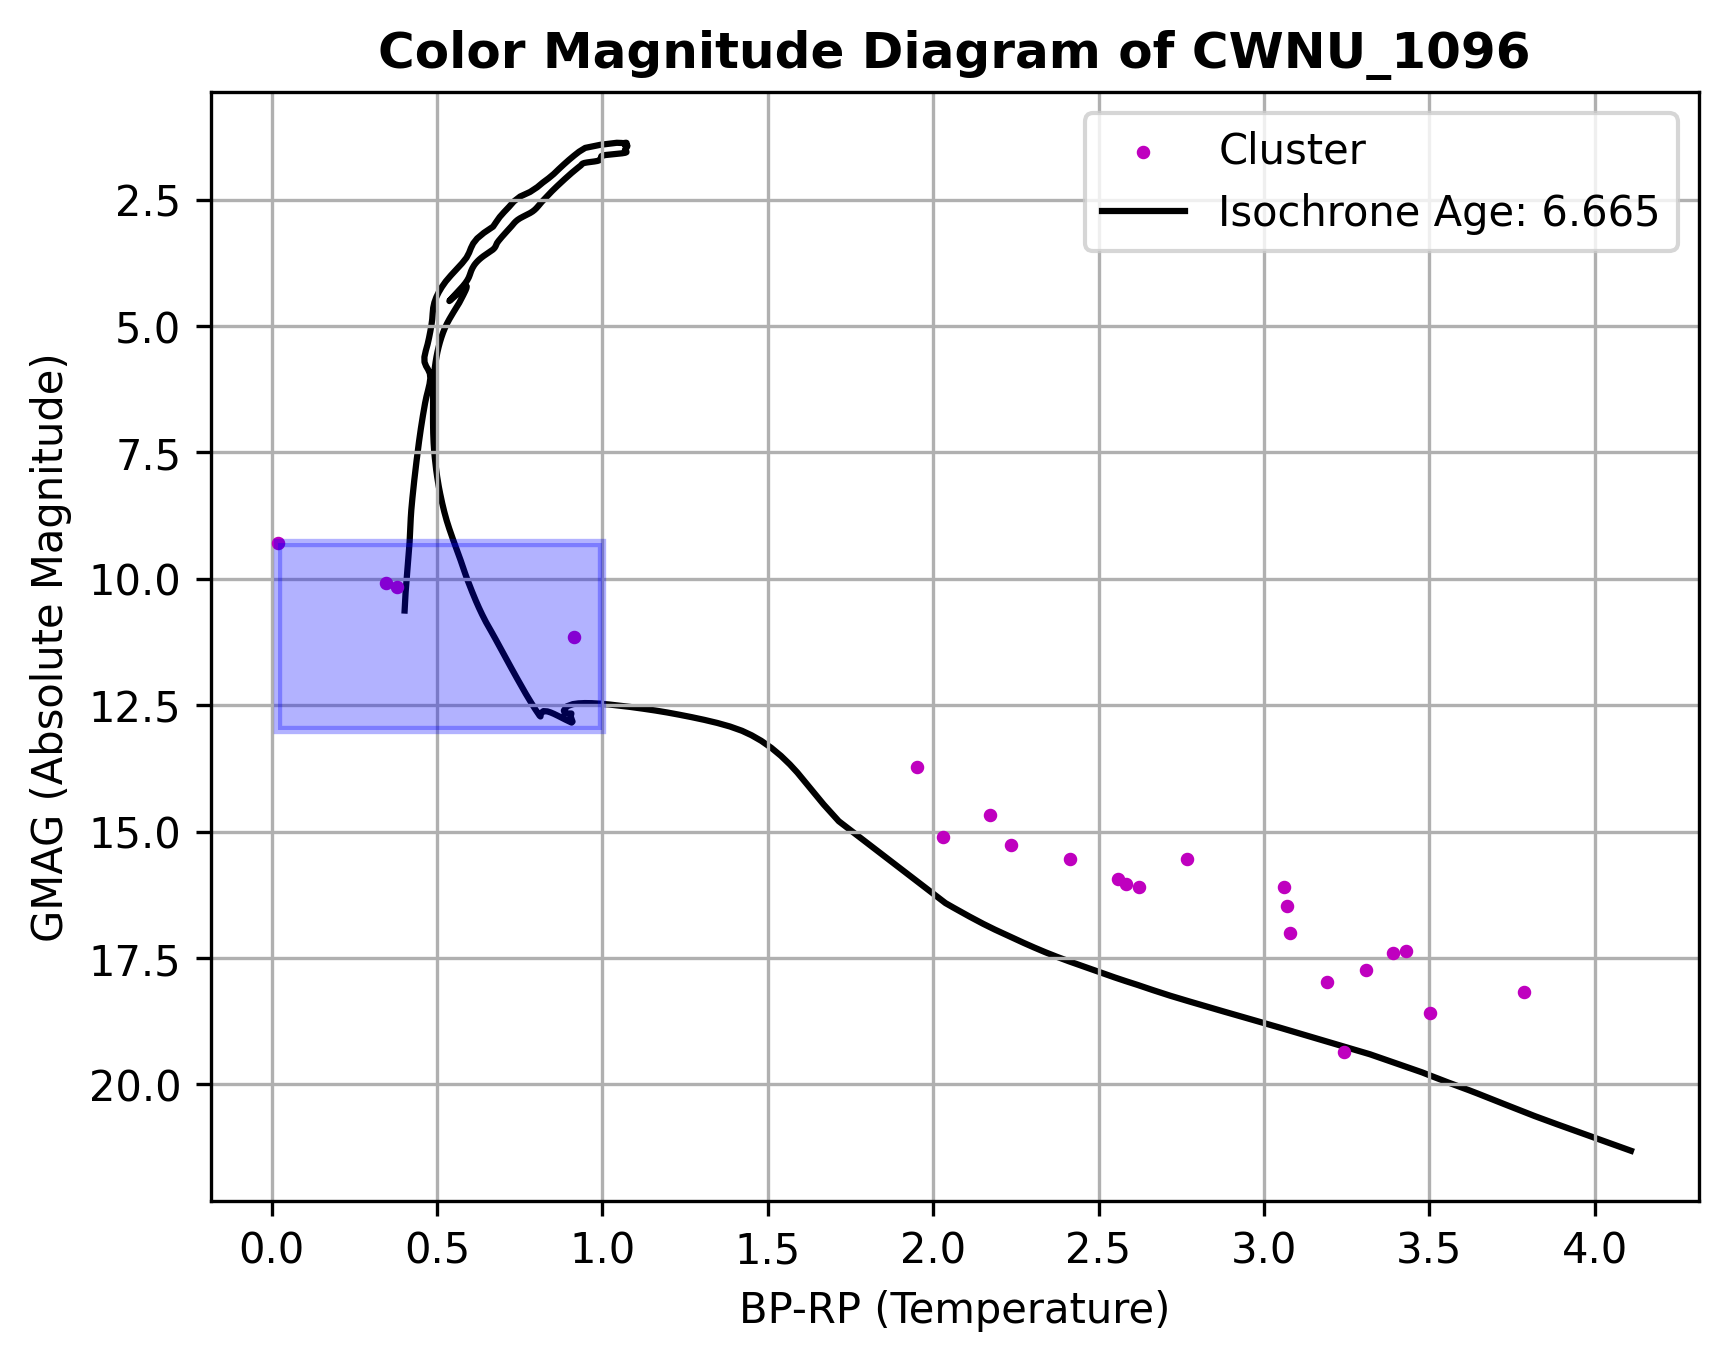 Color Magnitude Diagram of CWNU_1096
Cluster
Isochrone Age: 6.665
GMAG (Absolute Magnitude)
2.5
5.0
7.5
10.0
12.5
15.0
17.5
20.0
0.0 0.5 1.0 1.5 2.0 2.5 3.0 3.5 4.0
BP-RP (Temperature)